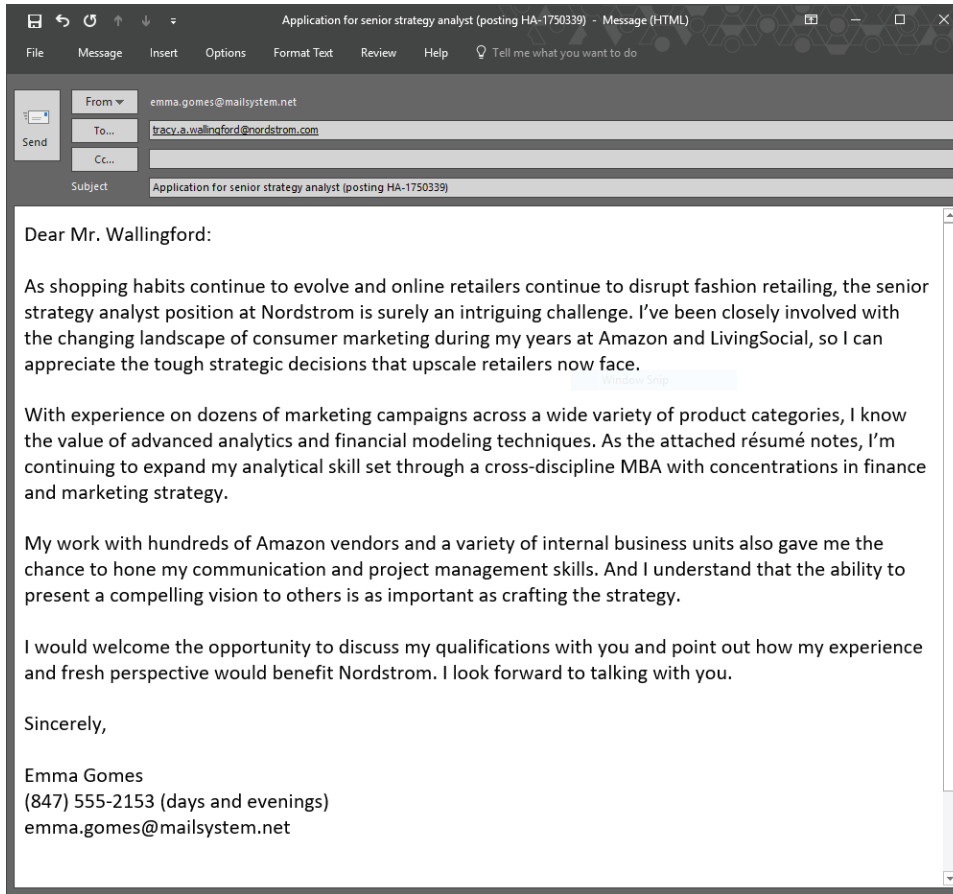 Application for senior strategy analyst (posting HA-1750339) - Message (HTML)
File Message Insert Options Format Text Review Help Tell me what you want to do
From emma.gomes@mailsystem.net
Send
To... tracy.a.wallingford@nordstrom.com
Cc...
Subject Application for senior strategy analyst (posting HA-1750339)
Dear Mr. Wallingford:
As shopping habits continue to evolve and online retailers continue to disrupt fashion retailing, the senior
strategy analyst position at Nordstrom is surely an intriguing challenge. I’ve been closely involved with
the changing landscape of consumer marketing during my years at Amazon and LivingSocial, so I can
appreciate the tough strategic decisions that upscale retailers now face.
Window Snip
With experience on dozens of marketing campaigns across a wide variety of product categories, I know
the value of advanced analytics and financial modeling techniques. As the attached résumé notes, I’m
continuing to expand my analytical skill set through a cross-discipline MBA with concentrations in finance
and marketing strategy.
My work with hundreds of Amazon vendors and a variety of internal business units also gave me the
chance to hone my communication and project management skills. And I understand that the ability to
present a compelling vision to others is as important as crafting the strategy.
I would welcome the opportunity to discuss my qualifications with you and point out how my experience
and fresh perspective would benefit Nordstrom. I look forward to talking with you.
Sincerely,
Emma Gomes
(847) 555-2153 (days and evenings)
emma.gomes@mailsystem.net